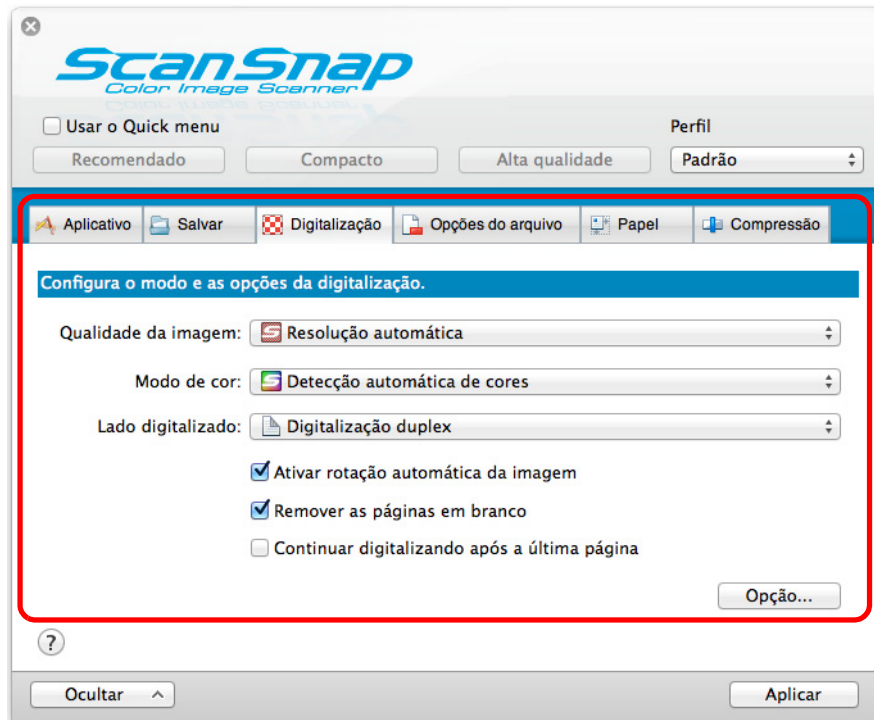 ScanSnap
Color Image Scanner
Usar o Quick menu
Perfil
Recomendado Compacto Alta qualidade Padrão
Aplicativo Salvar Digitalização Opções do arquivo Papel Compressão
Configura o modo e as opções da digitalização.
Qualidade da imagem: Resolução automática
Modo de cor: Detecção automática de cores
Lado digitalizado: Digitalização duplex
Ativar rotação automática da imagem
Remover as páginas em branco
Continuar digitalizando após a última página
Opção...
?
Ocultar Aplicar